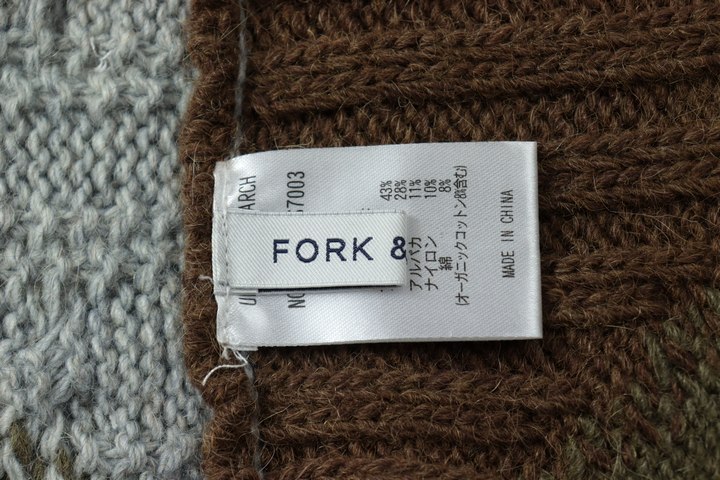 FORK &
ARCH
7003
43%
28%
11%
アルパカ 10%
ナイロン 8%
綿
(オーガニックコットン8%含む)
MADE IN CHINA